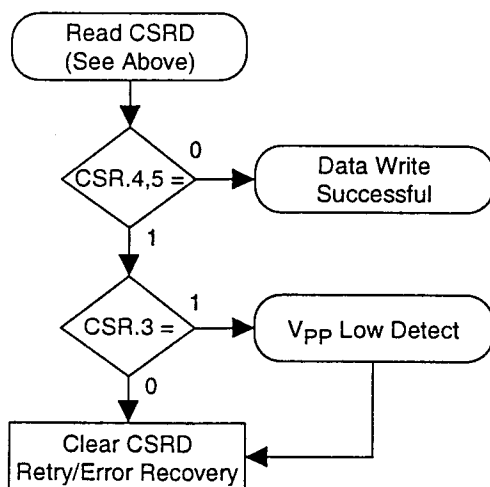 Read CSRD
(See Above)
CSR.4,5 =
0
Data Write
Successful
1
CSR.3 =
1
VPP Low Detect
0
Clear CSRD
Retry/Error Recovery